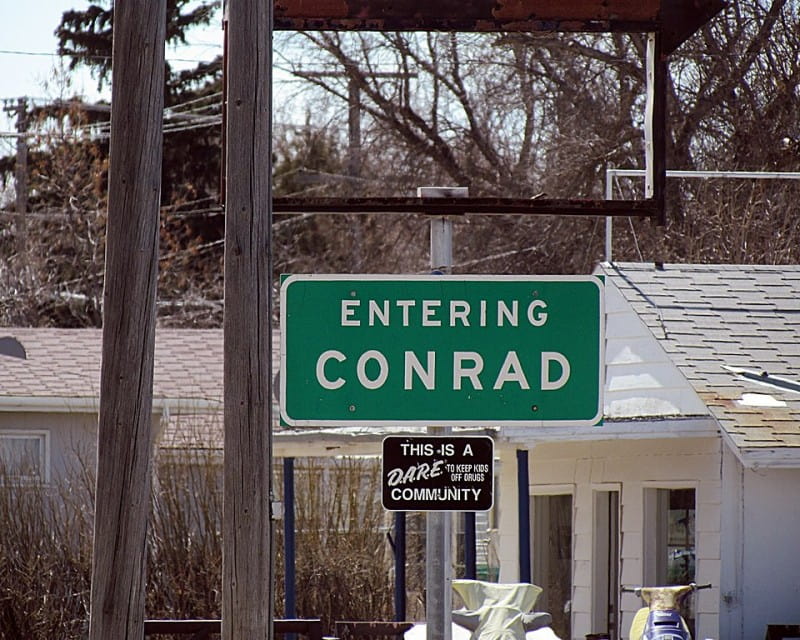 ENTERING
CONRAD
THIS IS A
D.A.R.E. TO KEEP KIDS
OFF DRUGS
COMMUNITY